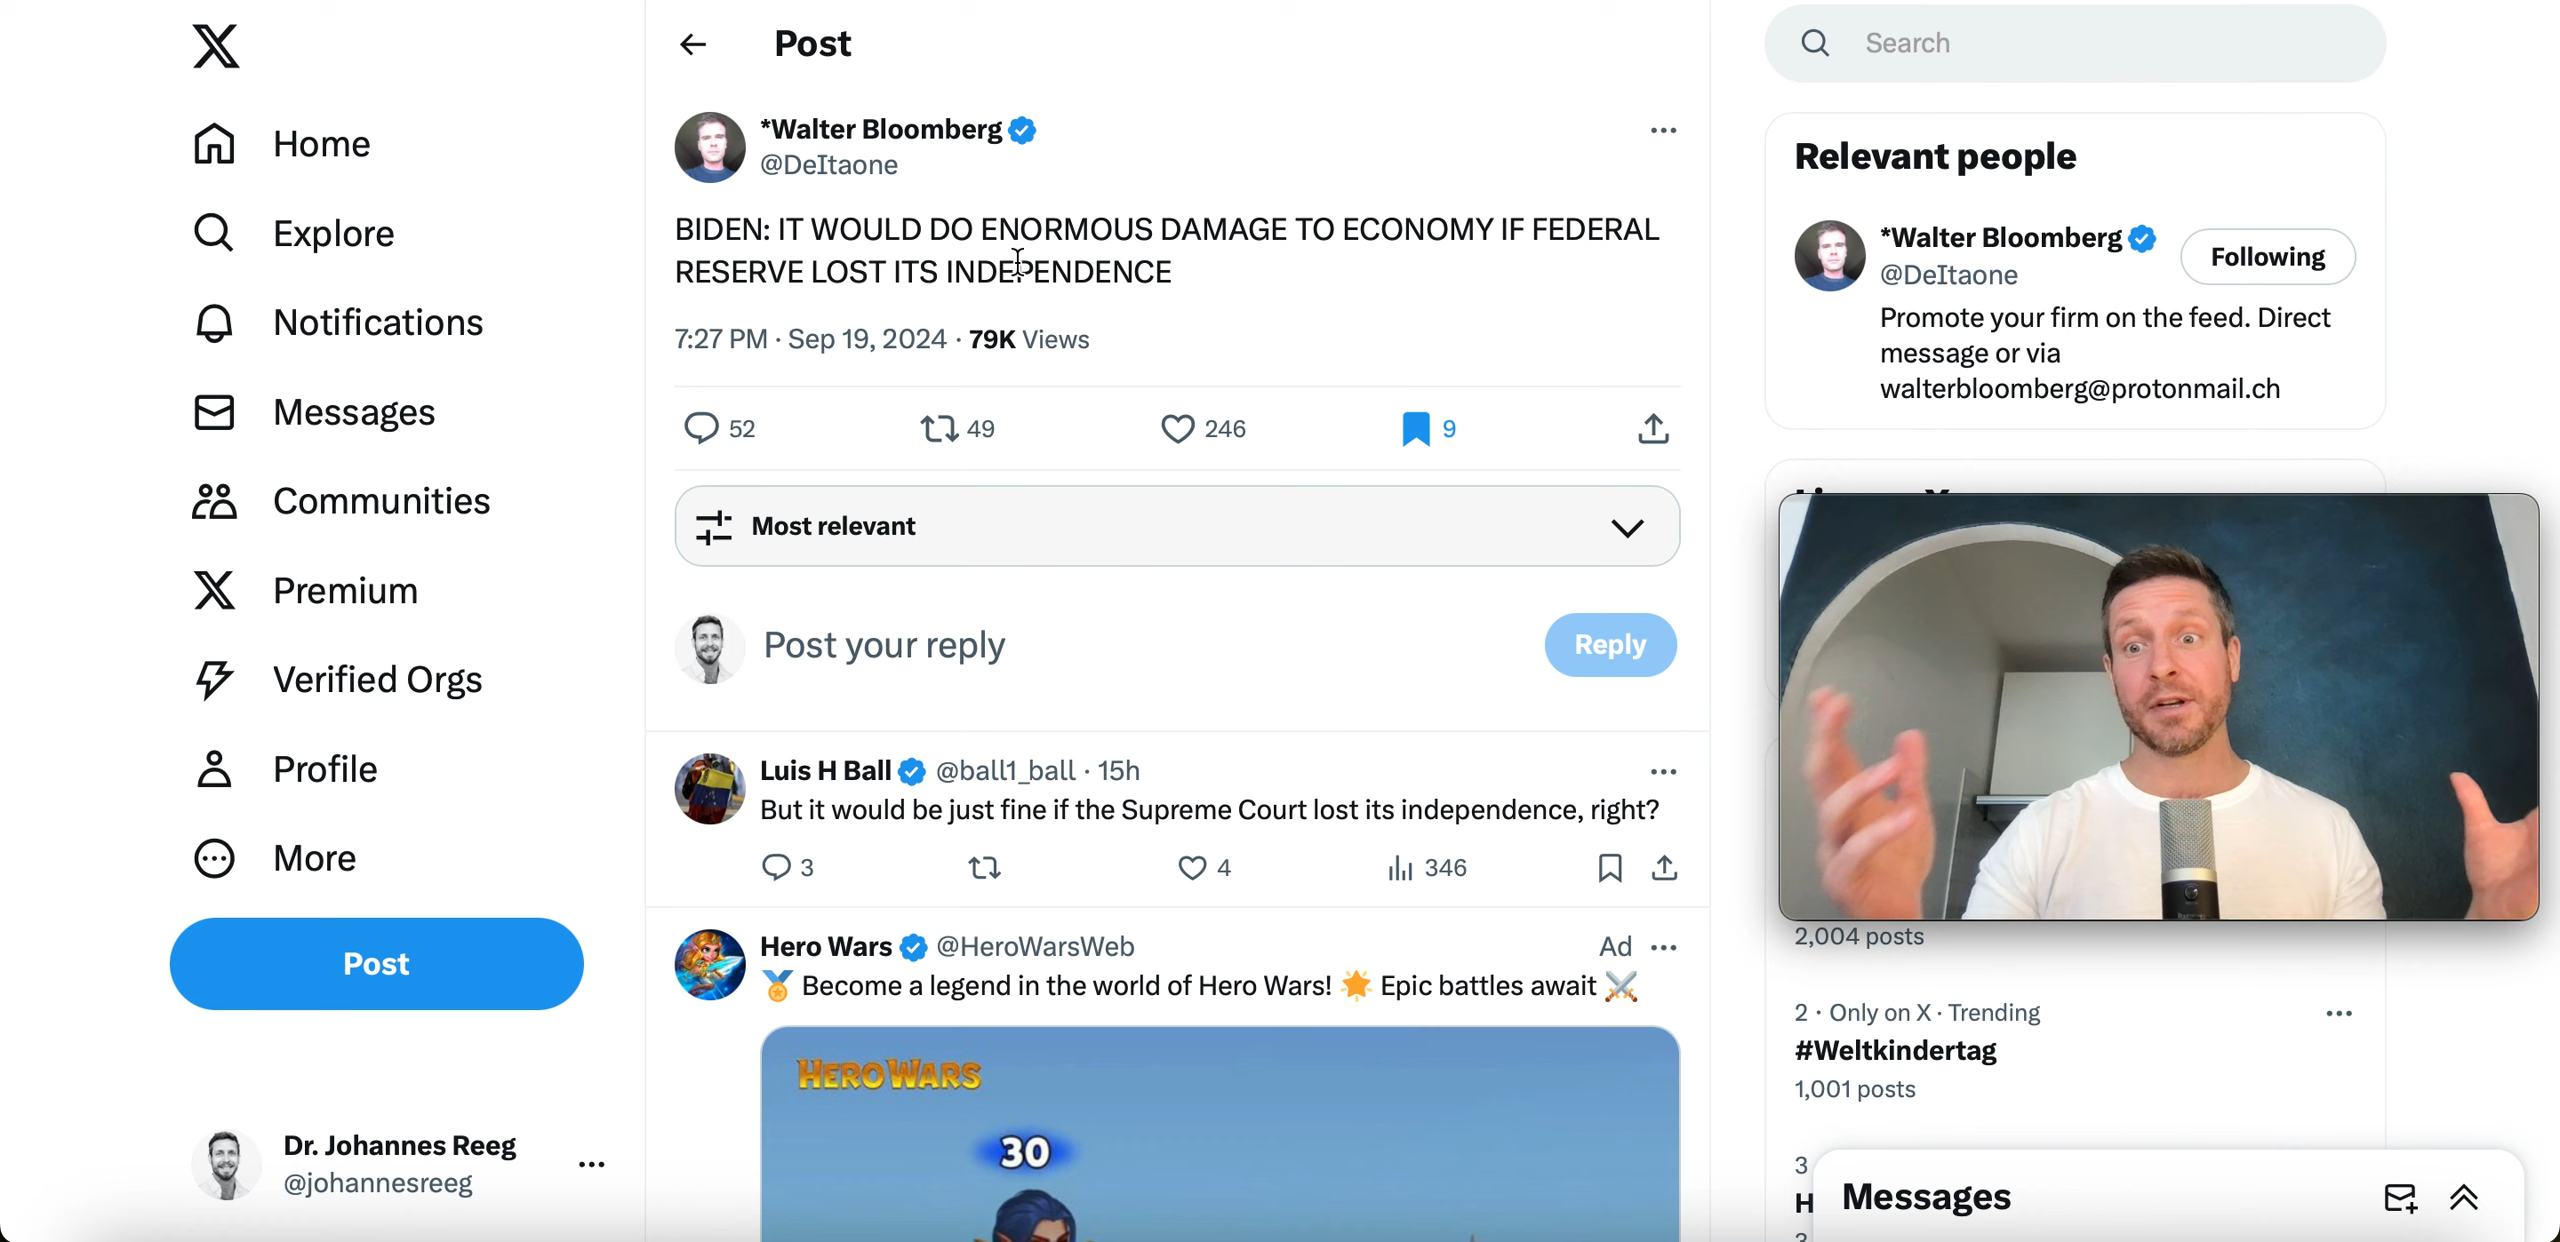 Home
Explore
Notifications
Messages
Communities
Premium
Verified Orgs
Profile
More
Post
Dr. Johannes Reeg
@johannesreeg
Post
*Walter Bloomberg
@DeItaone
BIDEN: IT WOULD DO ENORMOUS DAMAGE TO ECONOMY IF FEDERAL
RESERVE LOST ITS INDEPENDENCE
7:27 PM · Sep 19, 2024 · 79K Views
52 49 246 9
Most relevant
Post your reply
Reply
Luis H Ball @ball1_ball · 15h
But it would be just fine if the Supreme Court lost its independence, right?
3 4 346
Hero Wars @HeroWarsWeb Ad
🏅 Become a legend in the world of Hero Wars! 🌟 Epic battles await ⚔️
HERO WARS
30
Search
Relevant people
*Walter Bloomberg
@DeItaone
Following
Promote your firm on the feed. Direct
message or via
walterbloomberg@protonmail.ch
2,004 posts
2 · Only on X · Trending
#Weltkindertag
1,001 posts
3
H
Messages